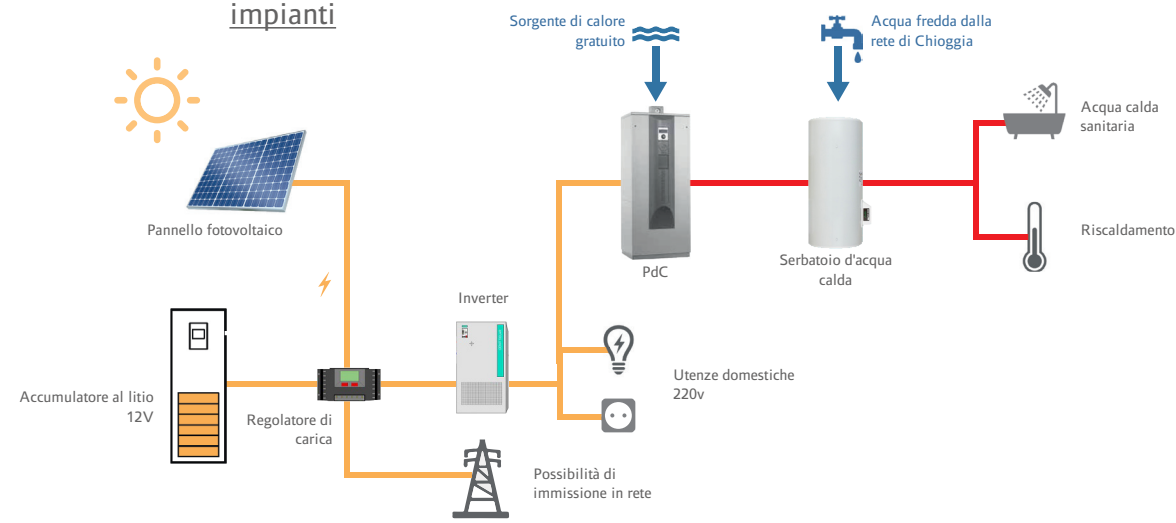 impianti
Sorgente di calore
gratuito
Acqua fredda dalla
rete di Chioggia
Acqua calda
sanitaria
Pannello fotovoltaico
Riscaldamento
PdC
Serbatoio d'acqua
calda
Inverter
Utenze domestiche
220v
Accumulatore al litio
12V
Regolatore di
carica
Possibilità di
immissione in rete